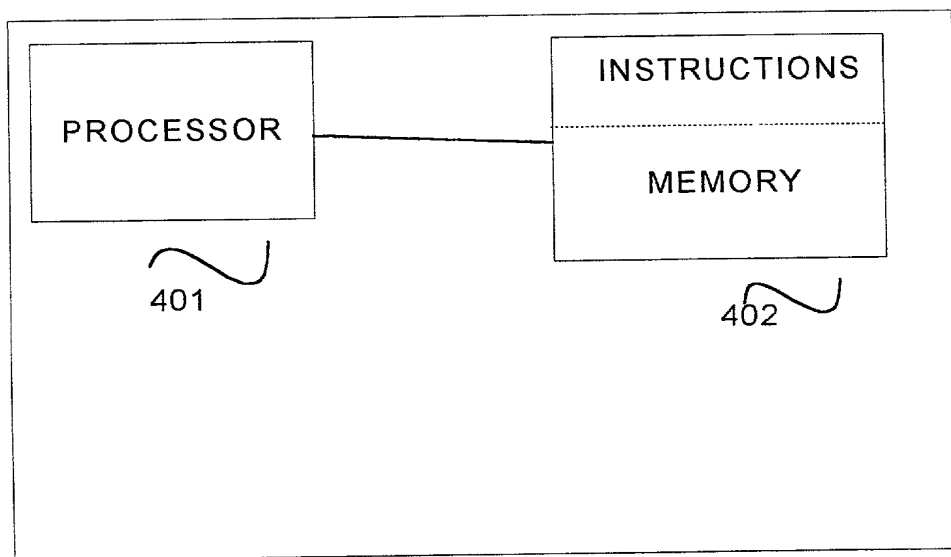 PROCESSOR
INSTRUCTIONS
MEMORY
401
402